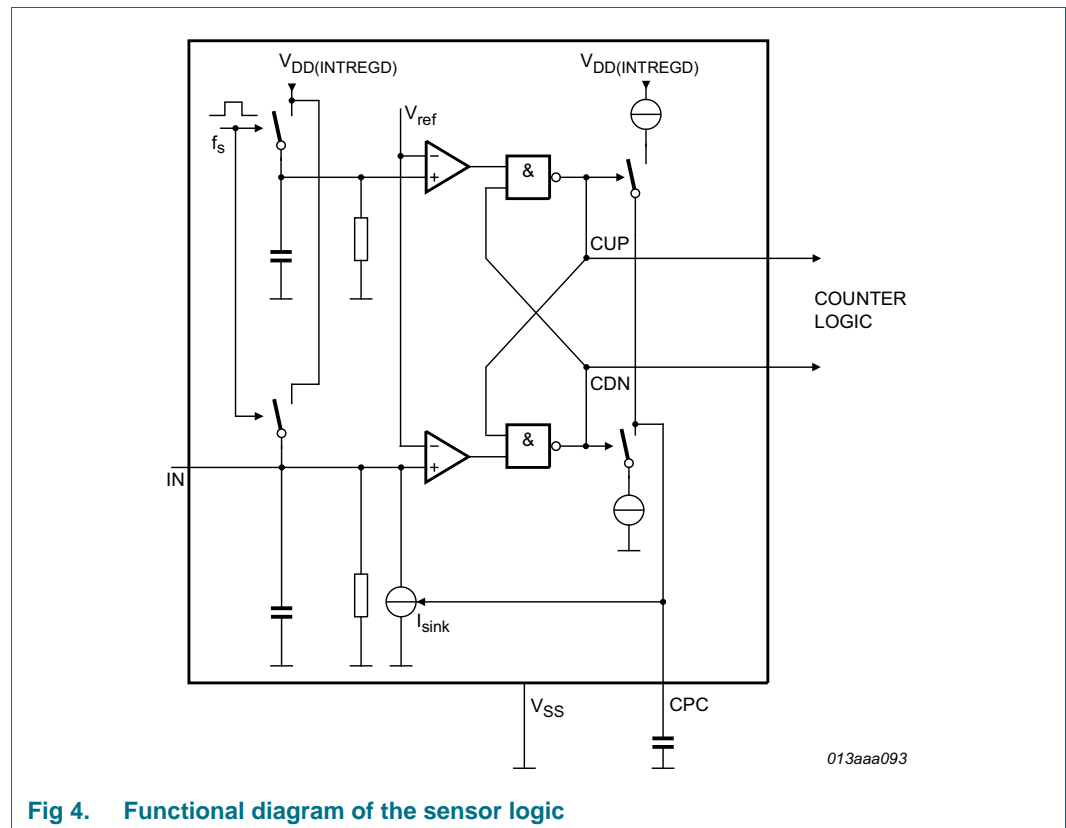 VDD(INTREGD)
VDD(INTREGD)
Vref
fs
−
+
&
CUP
COUNTER
LOGIC
CDN
−
+
&
IN
Isink
VSS
CPC
013aaa093
Fig 4. Functional diagram of the sensor logic